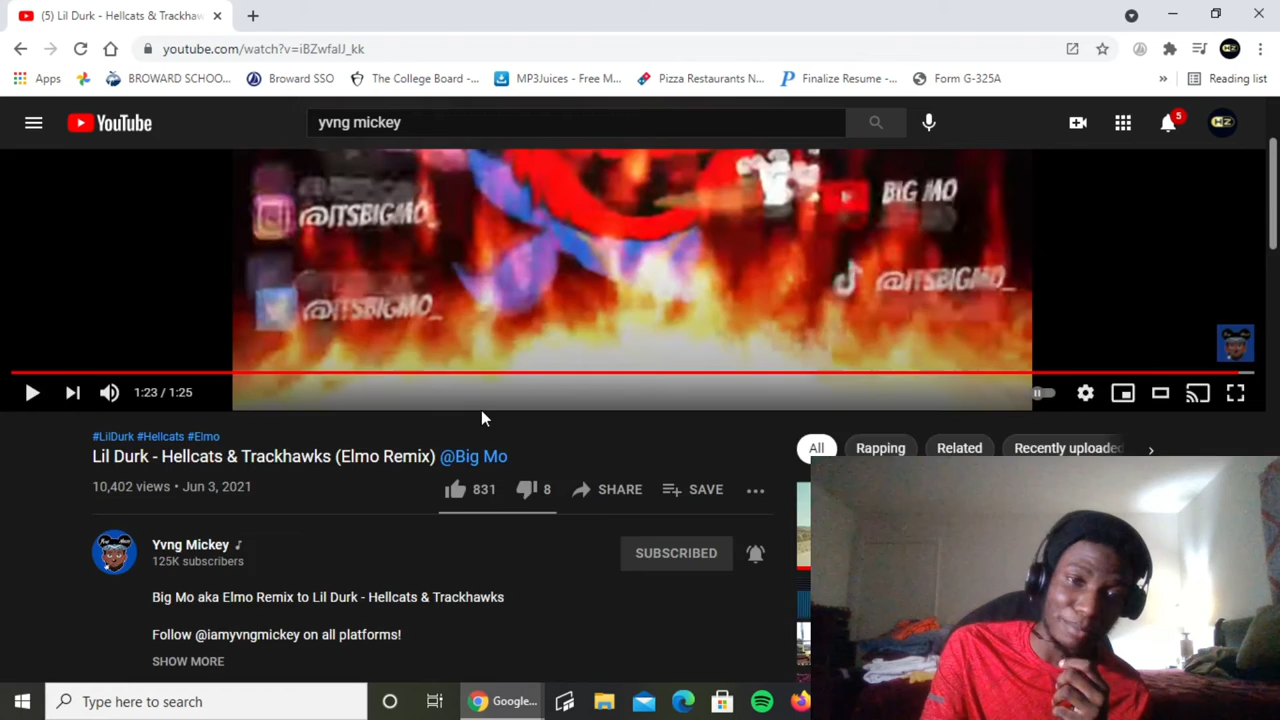 (5) Lil Durk - Hellcats & Trackhaw
youtube.com/watch?v=iBZwfaIJ_kk
Apps
BROWARD SCHOO...
Broward SSO
The College Board -...
MP3Juices - Free M...
Pizza Restaurants N...
Finalize Resume -...
Form G-325A
»
Reading list
YouTube
yvng mickey
5
HZ
@ITSBIGMO_
BIG MO
@ITSBIGMO_
@ITSBIGMO_
1:23 / 1:25
#LilDurk #Hellcats #Elmo
Lil Durk - Hellcats & Trackhawks (Elmo Remix) @Big Mo
10,402 views • Jun 3, 2021
831
8
SHARE
SAVE
All
Rapping
Related
Recently uploaded
Yvng Mickey
125K subscribers
SUBSCRIBED
Big Mo aka Elmo Remix to Lil Durk - Hellcats & Trackhawks
Follow @iamyvngmickey on all platforms!
SHOW MORE
Type here to search
Google...